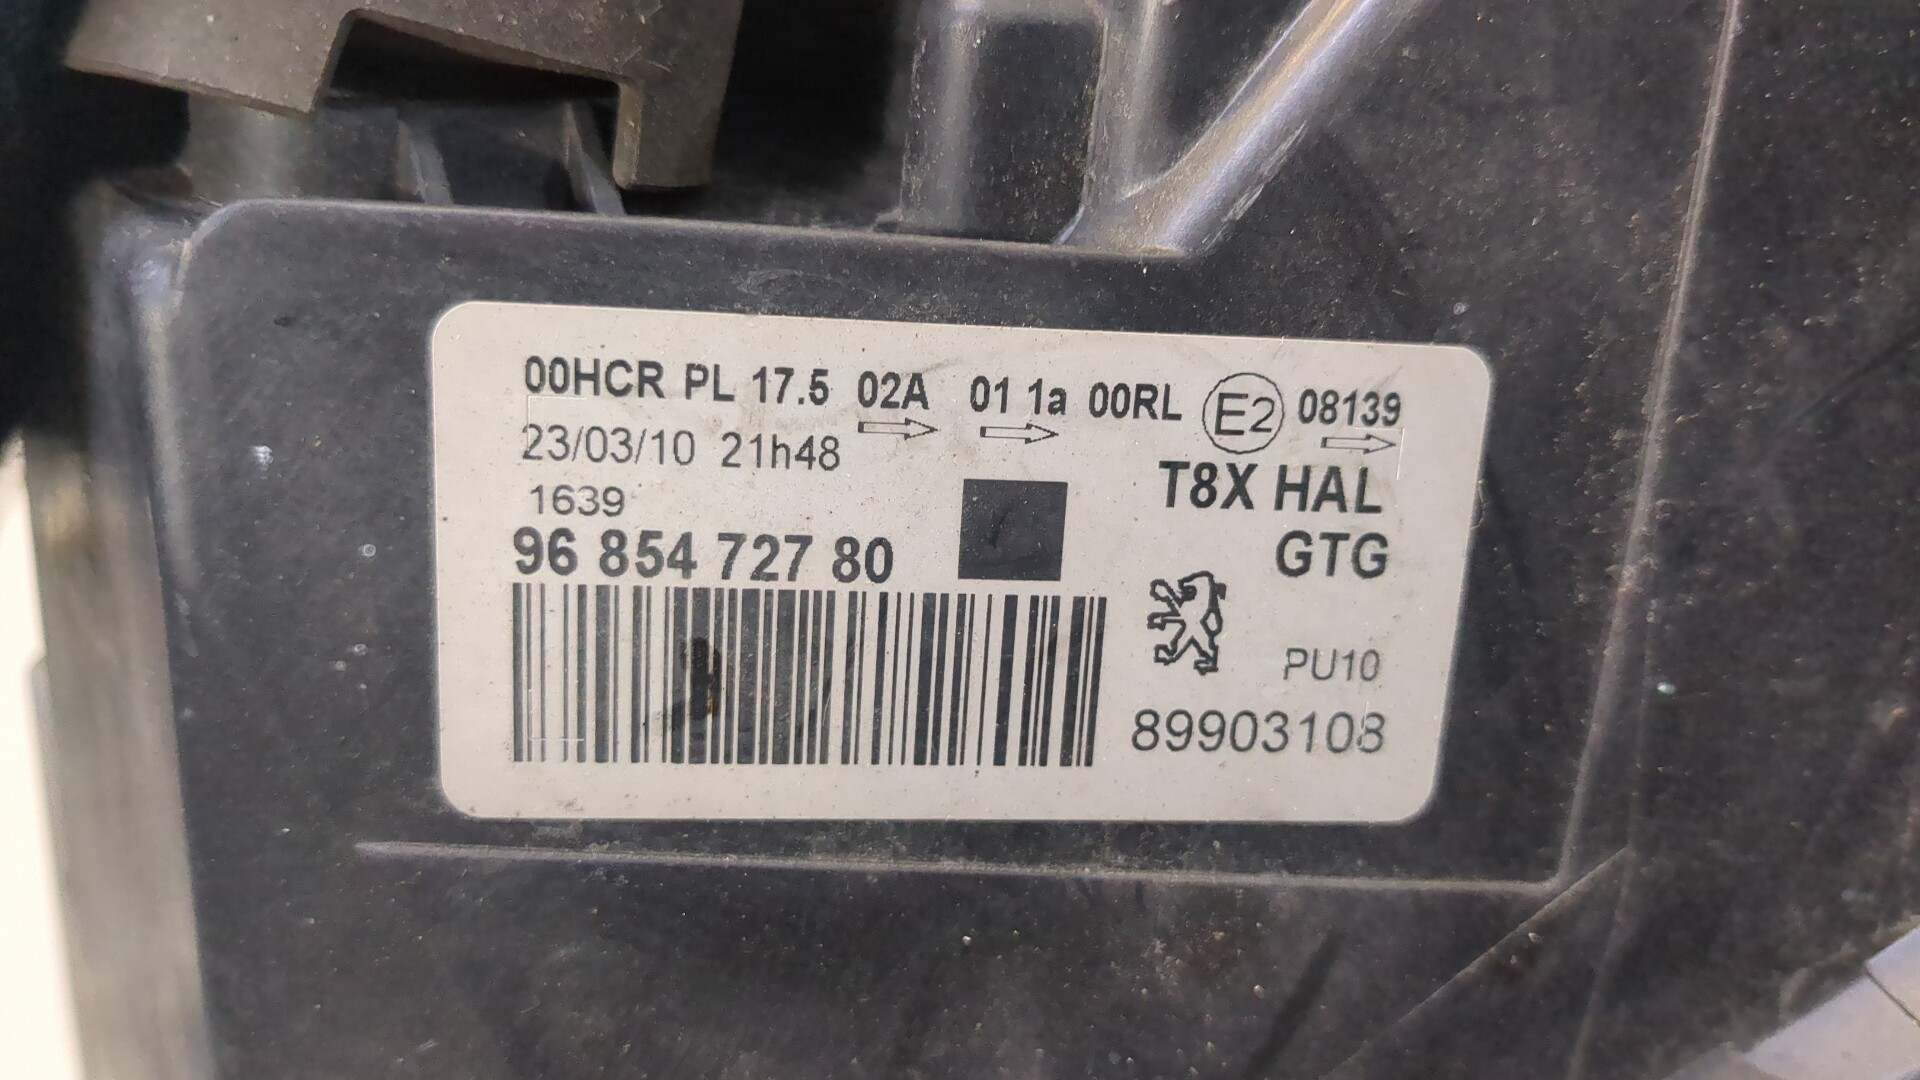 00HCR PL 17.5 02A 01 1a 00RL E2 08139
23/03/10 21h48
T8X HAL
1639
96 854 727 80
GTG
PU10
89903108